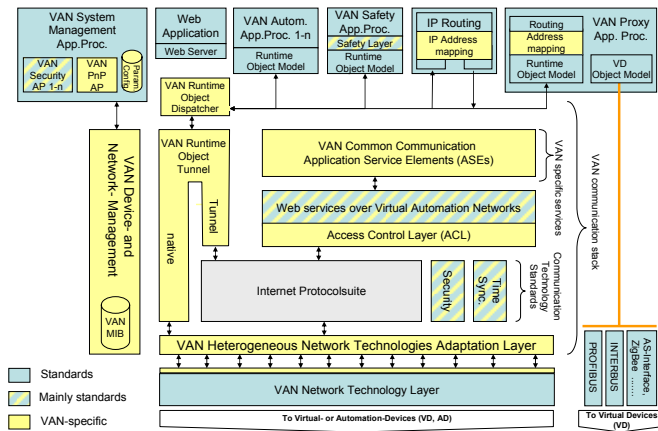 VAN System
Management
App.Proc.
VAN
Security
AP 1-n
VAN
PnP
AP
Param.
Config
Web
Application
Web Server
VAN Autom.
App.Proc. 1-n
Runtime
Object Model
VAN Safety
App.Proc.
Safety Layer
Runtime
Object Model
IP Routing
IP Address
mapping
Routing
Address
mapping
Runtime
Object Model
VAN Proxy
App. Proc.
VD
Object Model
VAN Runtime
Object
Dispatcher
VAN Runtime
Object
Tunnel
Tunnel
native
VAN Device- and
Network- Management
VAN
MIB
VAN Common Communication
Application Service Elements (ASEs)
Web services over Virtual Automation Networks
Access Control Layer (ACL)
VAN
specific services
VAN communication stack
Internet Protocolsuite
Security
Time
Sync.
Communication
Technology
Standards
VAN Heterogeneous Network Technologies Adaptation Layer
VAN Network Technology Layer
PROFIBUS
INTERBUS
AS-Interface,
ZigBee
......
Standards
Mainly standards
VAN-specific
To Virtual- or Automation-Devices (VD, AD)
To Virtual Devices
(VD)